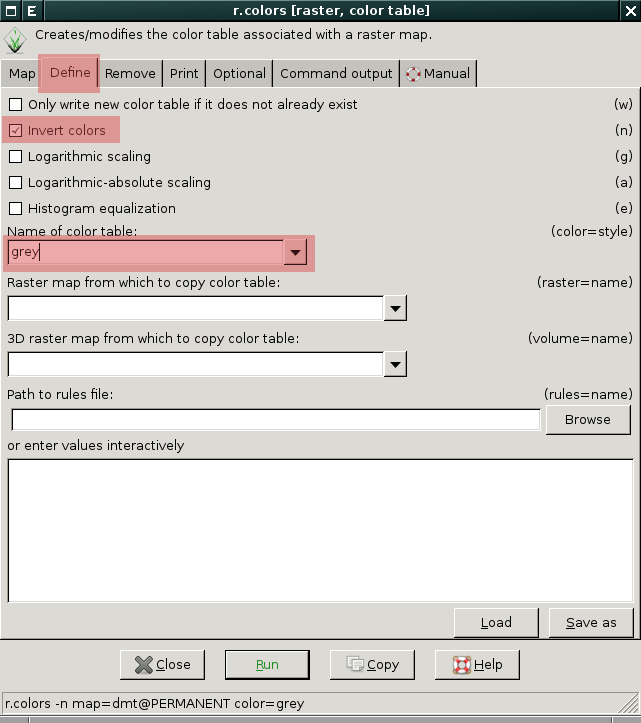 E r.colors [raster, color table]
Creates/modifies the color table associated with a raster map.
Map Define Remove Print Optional Command output Manual
Only write new color table if it does not already exist (w)
Invert colors (n)
Logarithmic scaling (g)
Logarithmic-absolute scaling (a)
Histogram equalization (e)
Name of color table: (color=style)
grey
Raster map from which to copy color table: (raster=name)
3D raster map from which to copy color table: (volume=name)
Path to rules file: (rules=name)
Browse
or enter values interactively
Load Save as
Close Run Copy Help
r.colors -n map=dmt@PERMANENT color=grey